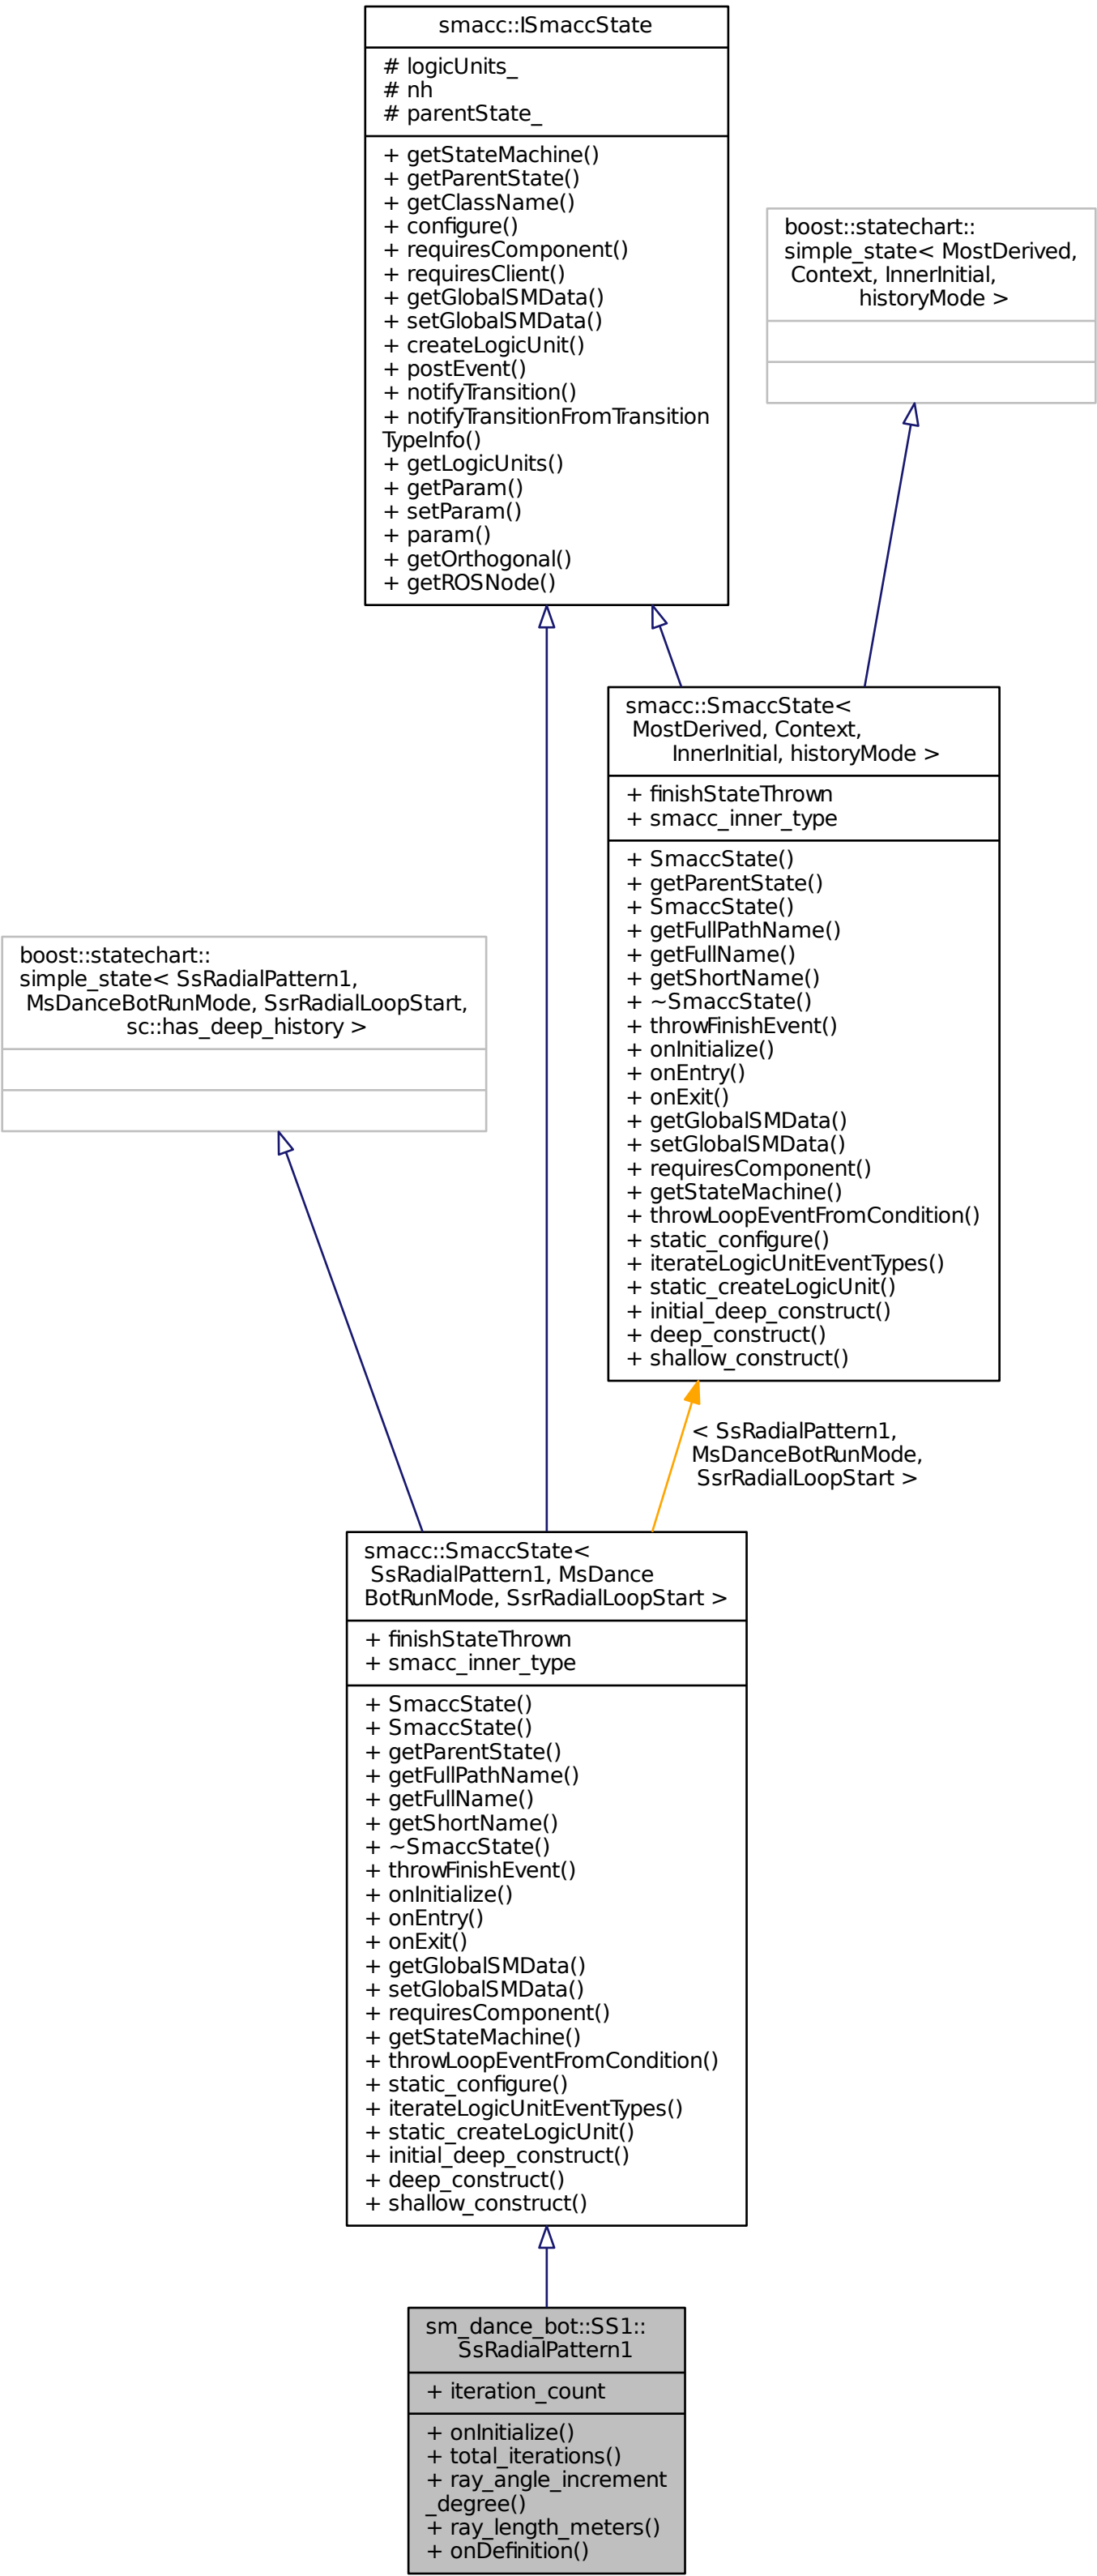 smacc::ISmaccState
# logicUnits_
# nh
# parentState_
+ getStateMachine()
+ getParentState()
+ getClassName()
+ configure()
+ requiresComponent()
+ requiresClient()
+ getGlobalSMData()
+ setGlobalSMData()
+ createLogicUnit()
+ postEvent()
+ notifyTransition()
+ notifyTransitionFromTransition
TypeInfo()
+ getLogicUnits()
+ getParam()
+ setParam()
+ param()
+ getOrthogonal()
+ getROSNode()
boost::statechart::
simple_state< MostDerived,
Context, InnerInitial,
historyMode >
smacc::SmaccState<
MostDerived, Context,
InnerInitial, historyMode >
+ finishStateThrown
+ smacc_inner_type
+ SmaccState()
+ getParentState()
+ SmaccState()
+ getFullPathName()
+ getFullName()
+ getShortName()
+ ~SmaccState()
+ throwFinishEvent()
+ onInitialize()
+ onEntry()
+ onExit()
+ getGlobalSMData()
+ setGlobalSMData()
+ requiresComponent()
+ getStateMachine()
+ throwLoopEventFromCondition()
+ static_configure()
+ iterateLogicUnitEventTypes()
+ static_createLogicUnit()
+ initial_deep_construct()
+ deep_construct()
+ shallow_construct()
boost::statechart::
simple_state< SsRadialPattern1,
MsDanceBotRunMode, SsrRadialLoopStart,
sc::has_deep_history >
< SsRadialPattern1,
MsDanceBotRunMode,
SsrRadialLoopStart >
smacc::SmaccState<
SsRadialPattern1, MsDance
BotRunMode, SsrRadialLoopStart >
+ finishStateThrown
+ smacc_inner_type
+ SmaccState()
+ SmaccState()
+ getParentState()
+ getFullPathName()
+ getFullName()
+ getShortName()
+ ~SmaccState()
+ throwFinishEvent()
+ onInitialize()
+ onEntry()
+ onExit()
+ getGlobalSMData()
+ setGlobalSMData()
+ requiresComponent()
+ getStateMachine()
+ throwLoopEventFromCondition()
+ static_configure()
+ iterateLogicUnitEventTypes()
+ static_createLogicUnit()
+ initial_deep_construct()
+ deep_construct()
+ shallow_construct()
sm_dance_bot::SS1::
SsRadialPattern1
+ iteration_count
+ onInitialize()
+ total_iterations()
+ ray_angle_increment
_degree()
+ ray_length_meters()
+ onDefinition()